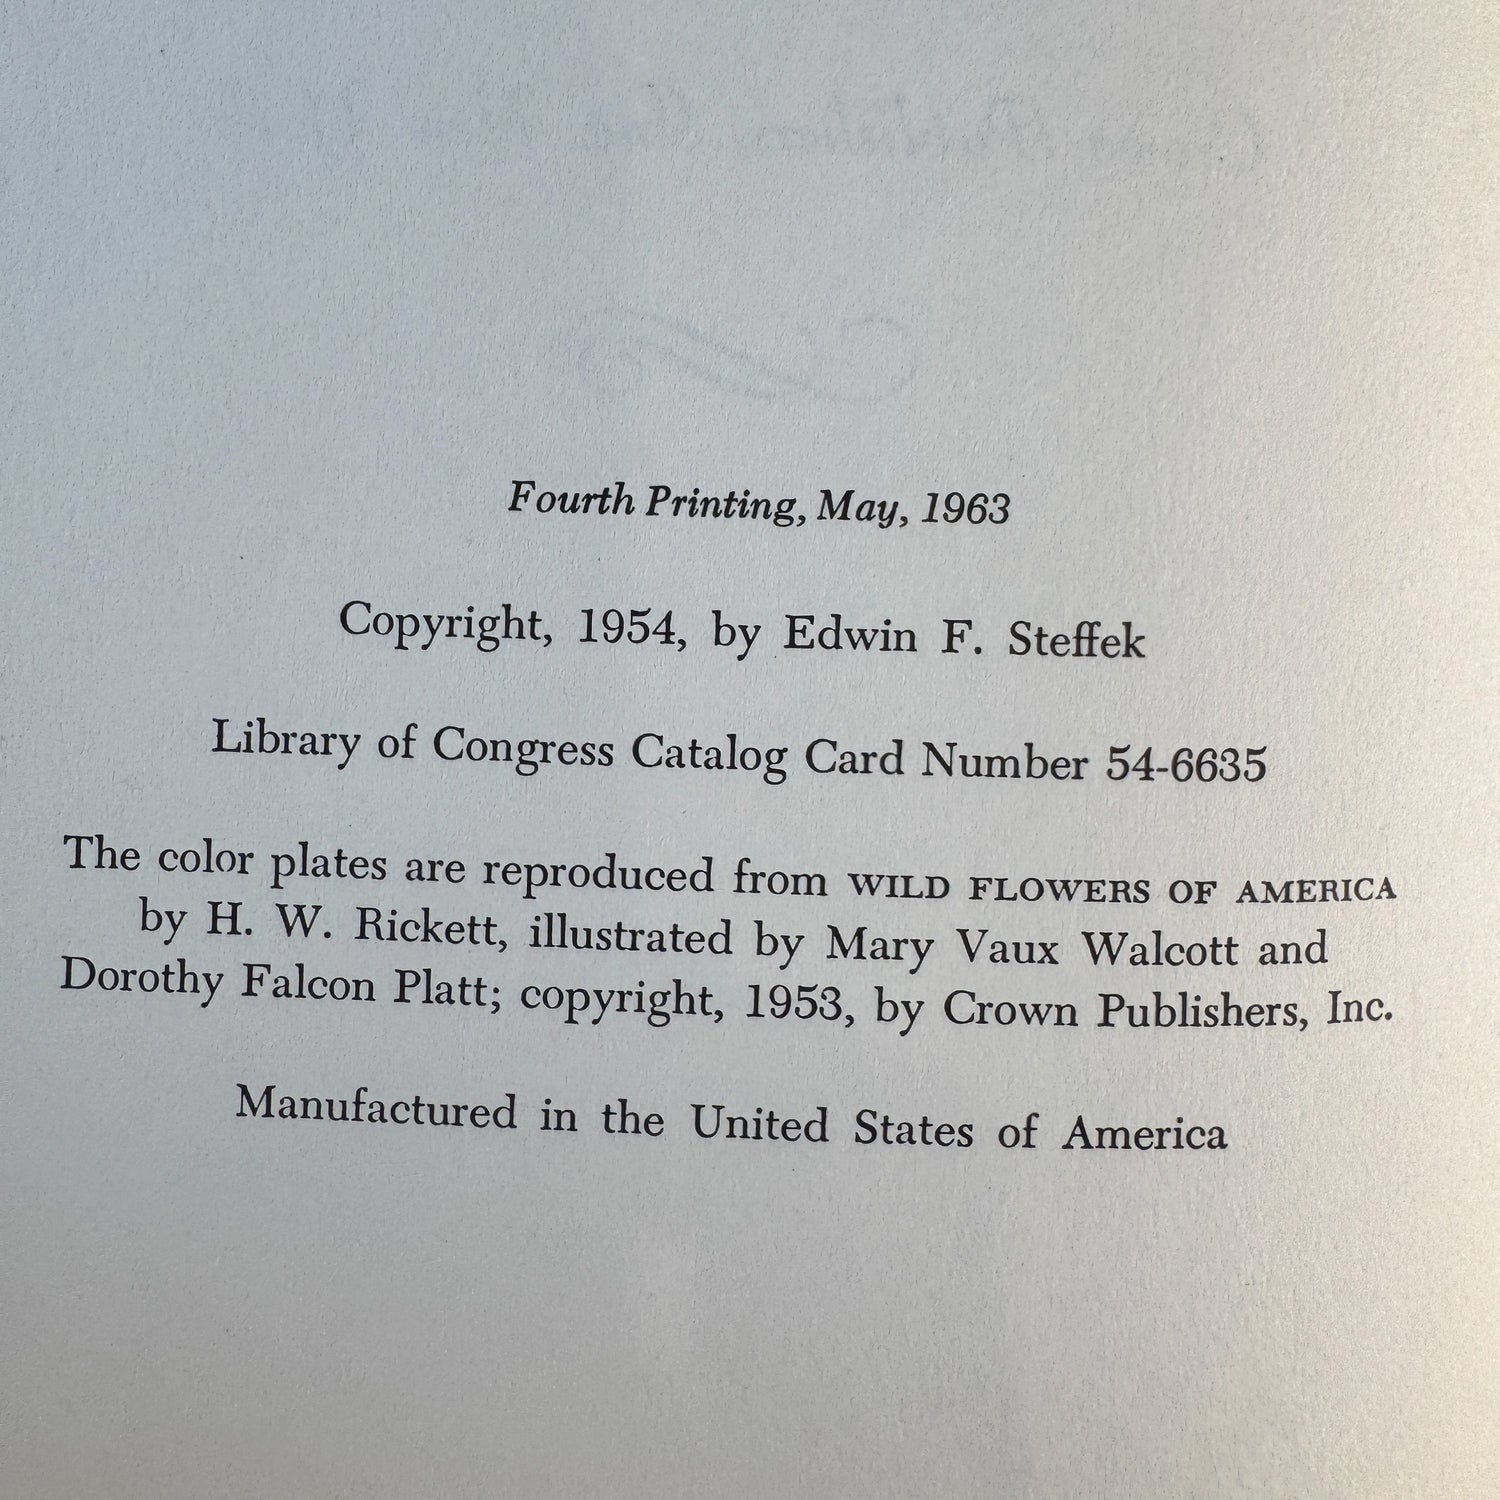 Fourth Printing, May, 1963
Copyright, 1954, by Edwin F. Steffek
Library of Congress Catalog Card Number 54-6635
The color plates are reproduced from WILD FLOWERS OF AMERICA
by H. W. Rickett, illustrated by Mary Vaux Walcott and
Dorothy Falcon Platt; copyright, 1953, by Crown Publishers, Inc.
Manufactured in the United States of America